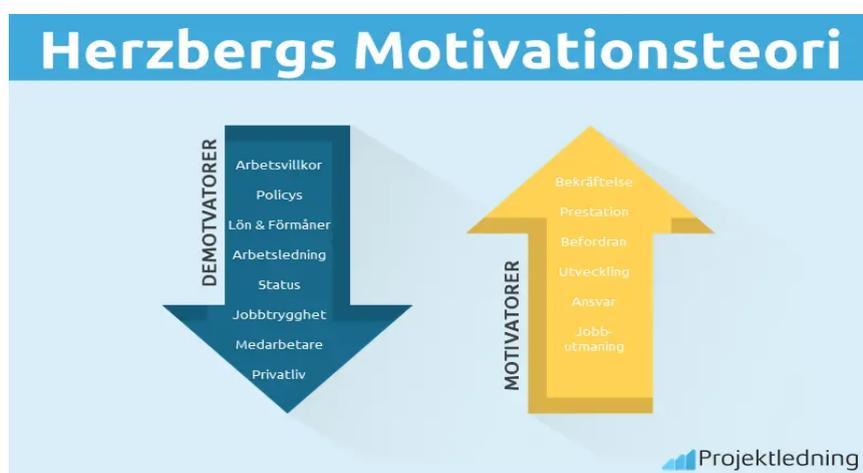 Herzbergs Motivationsteori
DEMOTVATORER
Arbetsvillkor
Policys
Lön & Förmåner
Arbetsledning
Status
Jobbtrygghet
Medarbetare
Privatliv
MOTIVATORER
Bekräftelse
Prestation
Befordran
Utveckling
Ansvar
Jobb-
utmaning
Projektledning